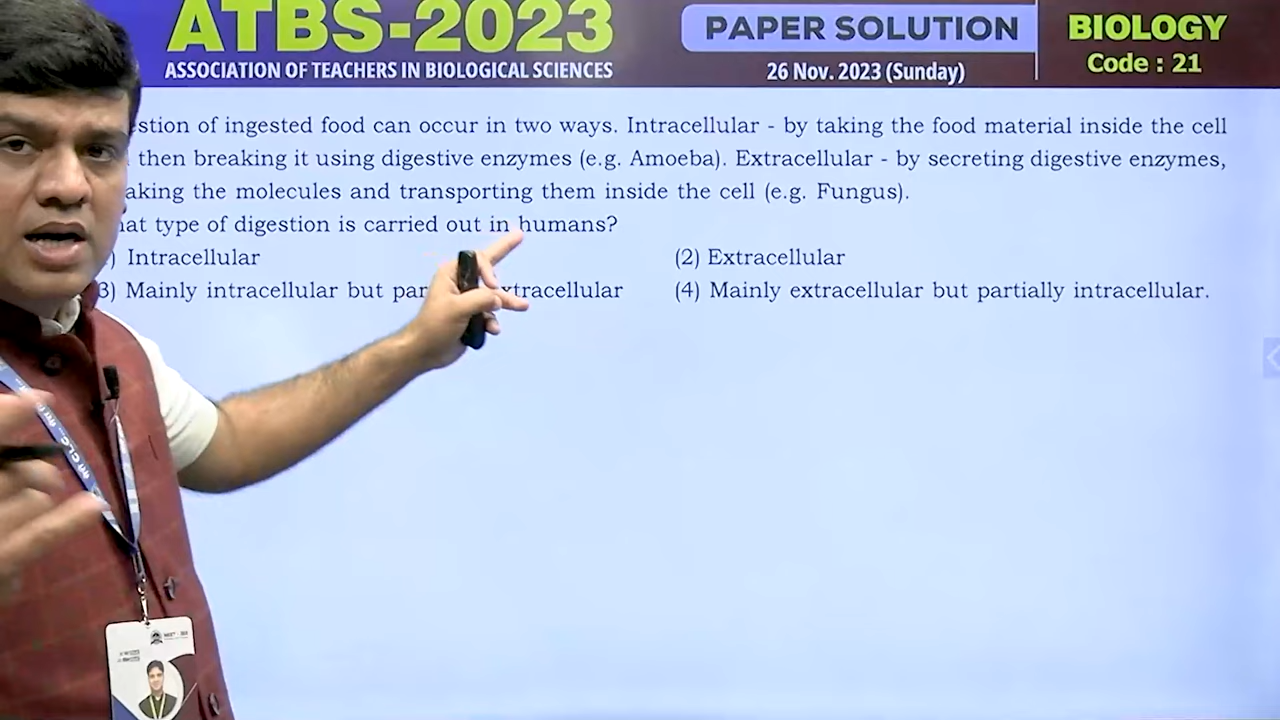 ATBS-2023
ASSOCIATION OF TEACHERS IN BIOLOGICAL SCIENCES
PAPER SOLUTION
26 Nov. 2023 (Sunday)
BIOLOGY
Code : 21
estion of ingested food can occur in two ways. Intracellular - by taking the food material inside the cell
then breaking it using digestive enzymes (e.g. Amoeba). Extracellular - by secreting digestive enzymes,
aking the molecules and transporting them inside the cell (e.g. Fungus).
at type of digestion is carried out in humans?
) Intracellular
(2) Extracellular
3) Mainly intracellular but par xtracellular
(4) Mainly extracellular but partially intracellular.
CLC